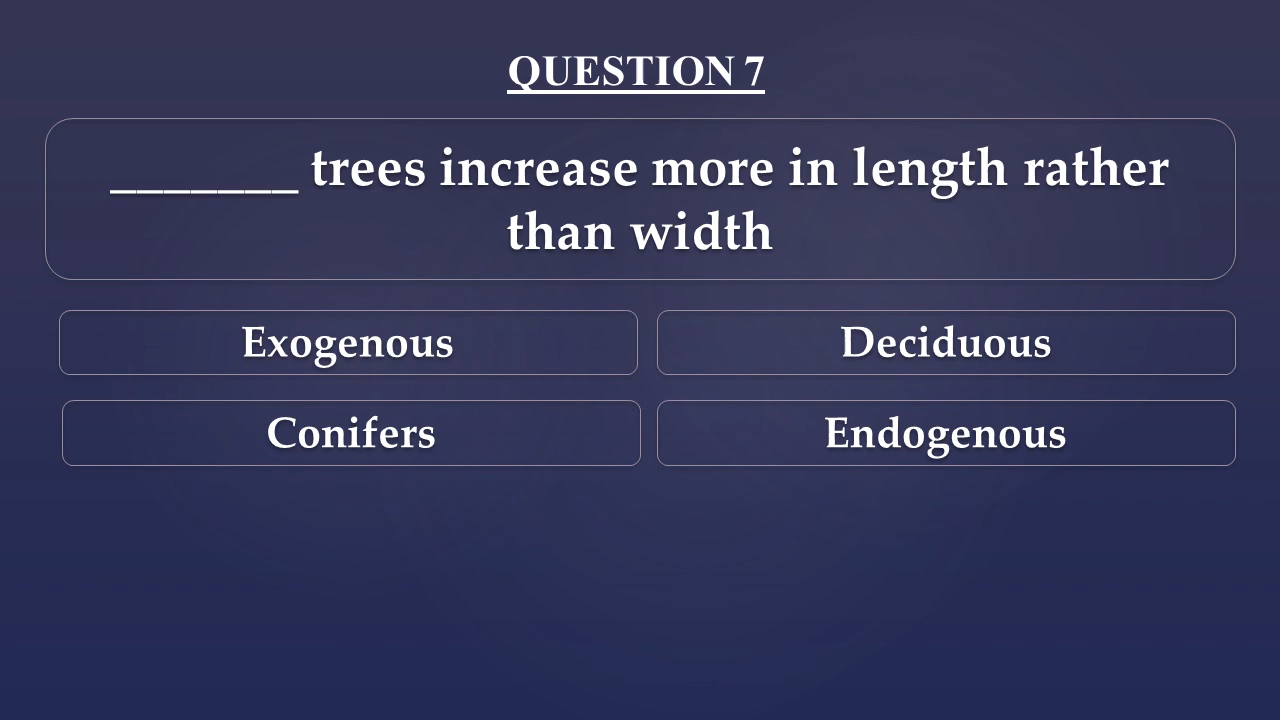 QUESTION 7
_______ trees increase more in length rather
than width
Exogenous
Deciduous
Conifers
Endogenous